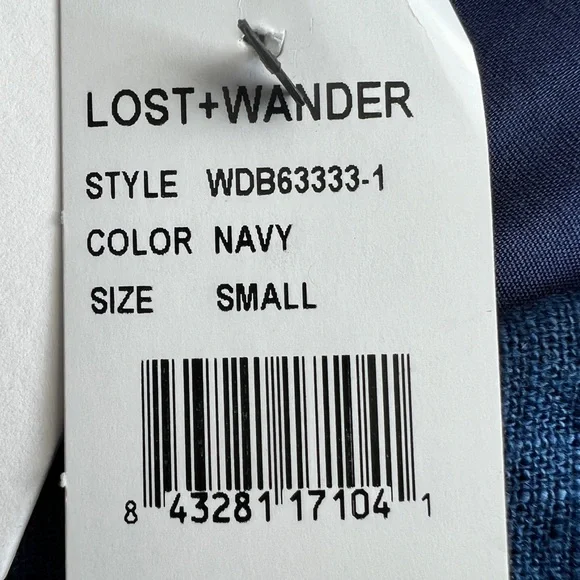 LOST+WANDER
STYLE WDB63333-1
COLOR NAVY
SIZE SMALL
8 43281 17104 1